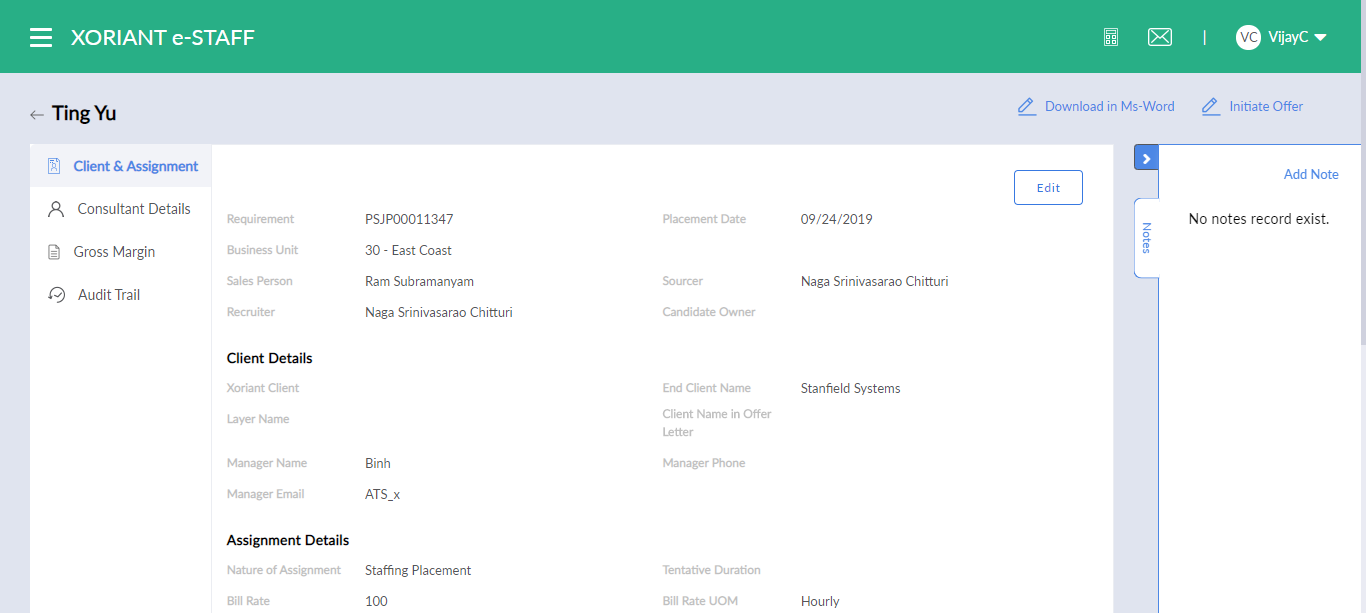 XORIANT e-STAFF
| VC VijayC
← Ting Yu
Download in Ms-Word Initiate Offer
Client & Assignment
Consultant Details
Gross Margin
Audit Trail
Edit
Requirement PSJP00011347 Placement Date 09/24/2019
Business Unit 30 - East Coast
Sales Person Ram Subramanyam Sourcer Naga Srinivasarao Chitturi
Recruiter Naga Srinivasarao Chitturi Candidate Owner
Client Details
Xoriant Client End Client Name Stanfield Systems
Layer Name Client Name in Offer
Letter
Manager Name Binh Manager Phone
Manager Email ATS_x
Assignment Details
Nature of Assignment Staffing Placement Tentative Duration
Bill Rate 100 Bill Rate UOM Hourly
Add Note
Notes
No notes record exist.